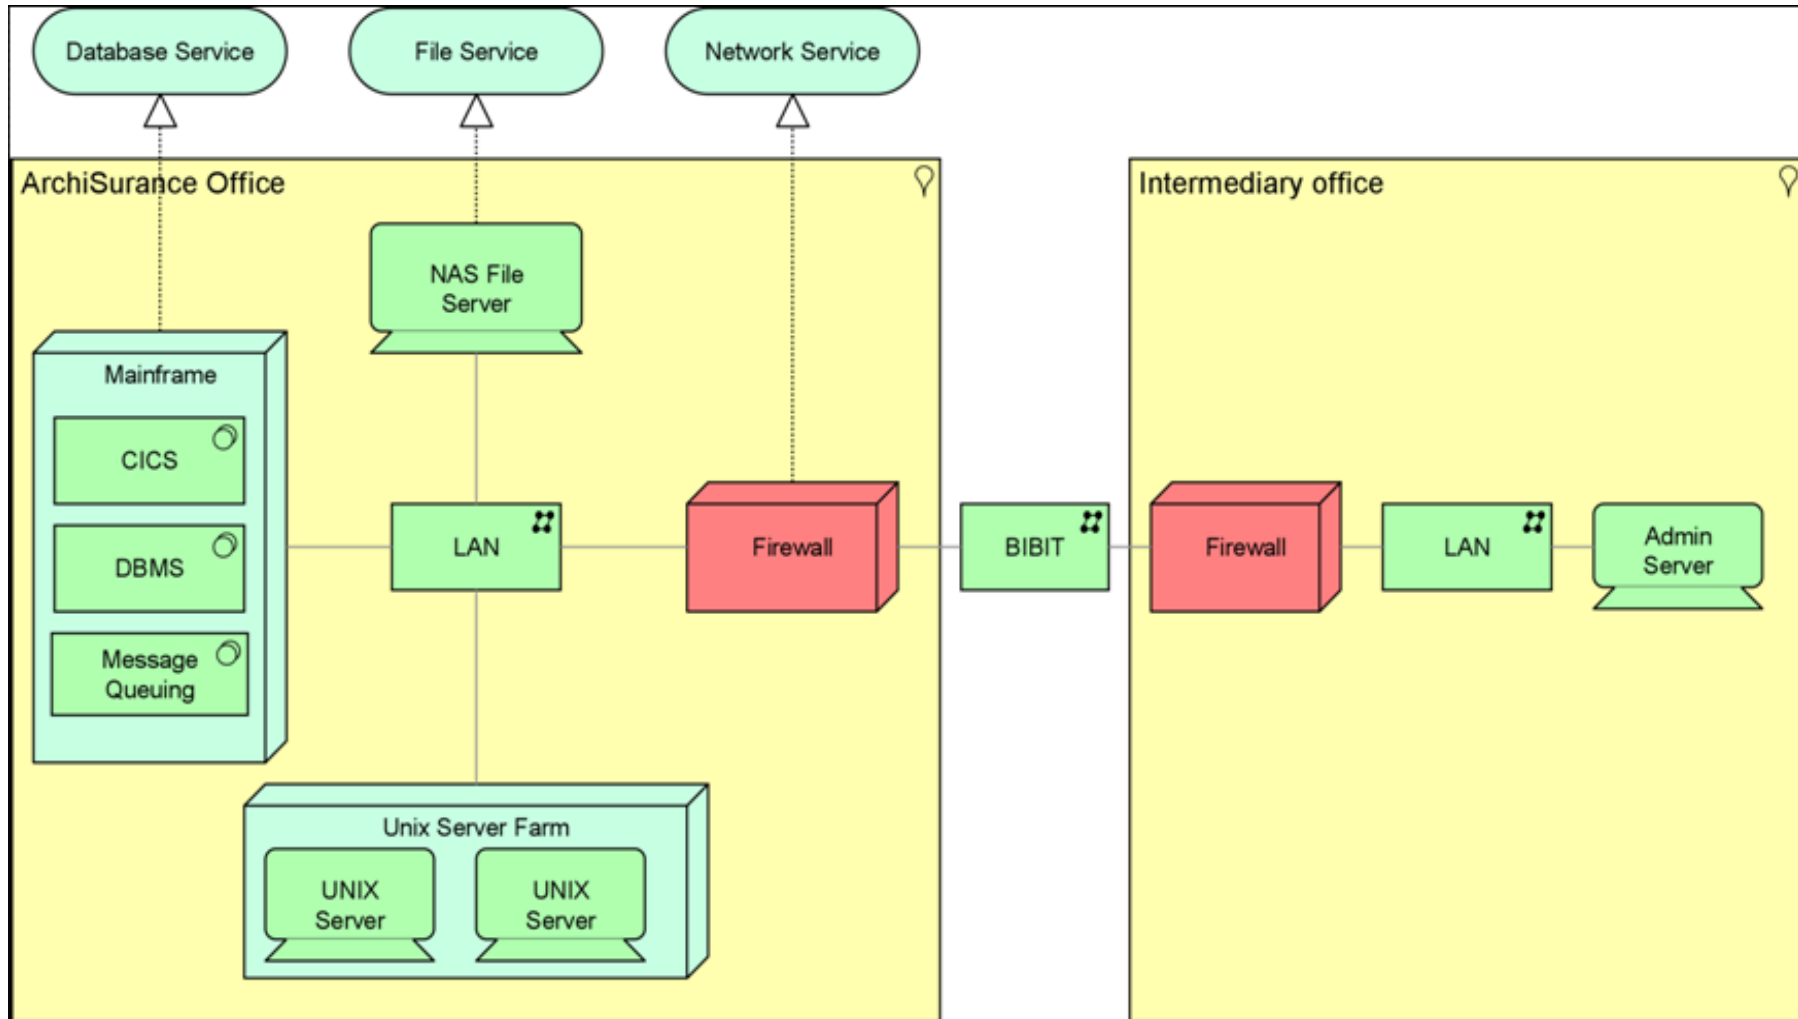 Database Service
File Service
Network Service
ArchiSurance Office
Intermediary office
NAS File
Server
Mainframe
CICS
DBMS
Message
Queuing
LAN
Firewall
BIBIT
Firewall
LAN
Admin
Server
Unix Server Farm
UNIX
Server
UNIX
Server